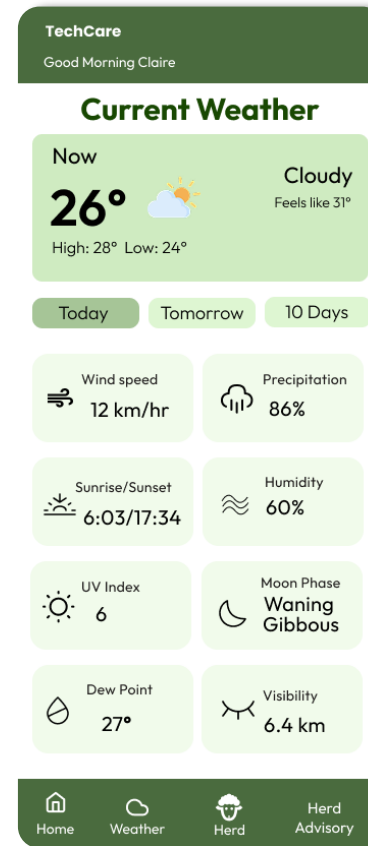 TechCare
Good Morning Claire
Current Weather
Now
26°
Cloudy
Feels like 31°
High: 28° Low: 24°
Today
Tomorrow
10 Days
Wind speed
12 km/hr
Precipitation
86%
Sunrise/Sunset
6:03/17:34
Humidity
60%
UV Index
6
Moon Phase
Waning
Gibbous
Dew Point
27°
Visibility
6.4 km
Home
Weather
Herd
Herd
Advisory